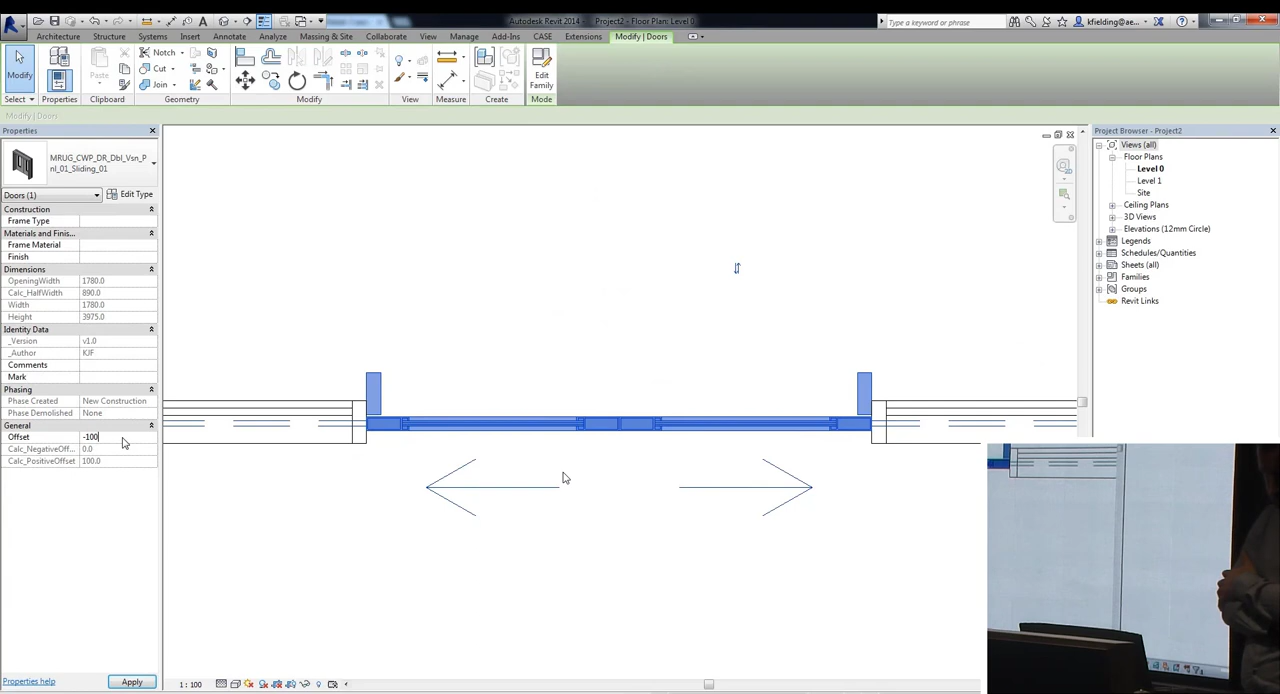 Autodesk Revit 2014 - Project2 - Floor Plan: Level 0
Type a keyword or phrase
kfielding@ae...
Architecture Structure Systems Insert Annotate Analyze Massing & Site Collaborate View Manage Add-Ins CASE Extensions Modify | Doors
Modify
Paste
Notch
Cut
Join
Edit
Family
Select Properties Clipboard Geometry Modify View Measure Create Mode
Modify | Doors
Properties
MRUG_CWP_DR_Dbl_Vsn_P
nl_01_Sliding_01
Doors (1)
Edit Type
Construction
Frame Type
Materials and Finis...
Frame Material
Finish
Dimensions
OpeningWidth 1780.0
Calc_HalfWidth 890.0
Width 1780.0
Height 3975.0
Identity Data
_Version v1.0
_Author KJF
Comments
Mark
Phasing
Phase Created New Construction
Phase Demolished None
General
Offset -100
Calc_NegativeOff... 0.0
Calc_PositiveOffset 100.0
Properties help
Apply
1 : 100
Project Browser - Project2
Views (all)
Floor Plans
Level 0
Level 1
Site
Ceiling Plans
3D Views
Elevations (12mm Circle)
Legends
Schedules/Quantities
Sheets (all)
Families
Groups
Revit Links